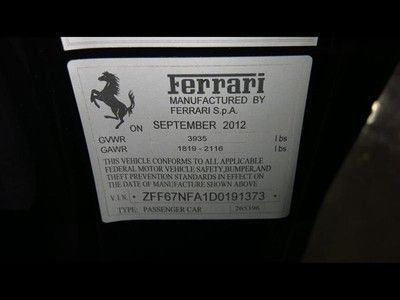 Ferrari
MANUFACTURED BY
FERRARI S.p.A.
ON SEPTEMBER 2012
GVWR 3935 lbs
GAWR 1819 - 2116 lbs
THIS VEHICLE CONFORMS TO ALL APPLICABLE
FEDERAL MOTOR VEHICLE SAFETY, BUMPER, AND
THEFT PREVENTION STANDARDS IN EFFECT ON
THE DATE OF MANUFACTURE SHOWN ABOVE
V.I.N. ZFF67NFA1D0191373
TYPE: PASSENGER CAR 265396